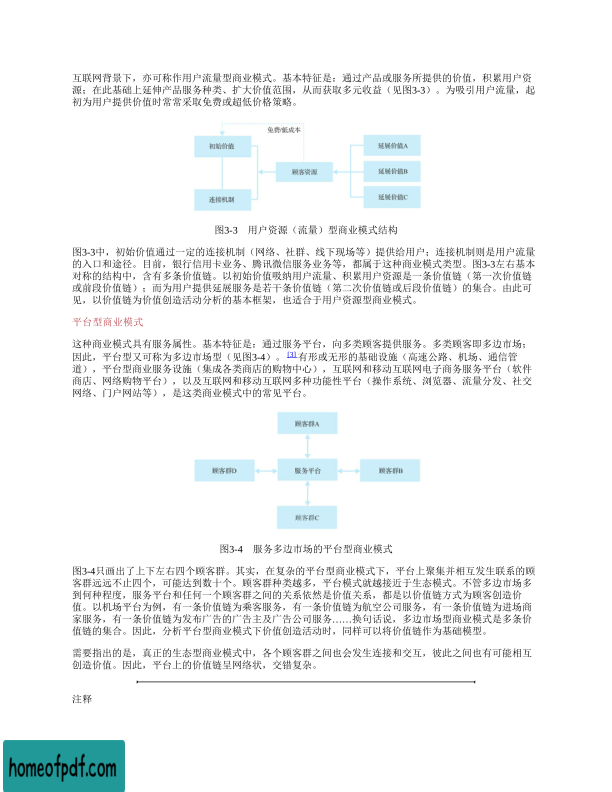 互联网背景下，亦可称作用户流量型商业模式。基本特征是：通过产品或服务所提供的价值，积累用户资
源；在此基础上延伸产品服务种类、扩大价值范围，从而获取多元收益（见图3-3）。为吸引用户流量，起
初为用户提供价值时常常采取免费或超低价格策略。
免费/低成本
初始价值
延展价值A
顾客资源
延展价值B
连接机制
延展价值C
图3-3 用户资源（流量）型商业模式结构
图3-3中，初始价值通过一定的连接机制（网络、社群、线下现场等）提供给用户；连接机制则是用户流量
的入口和途径。目前，银行信用卡业务、腾讯微信服务业务等，都属于这种商业模式类型。图3-3左右基本
对称的结构中，含有多条价值链。以初始价值吸纳用户流量、积累用户资源是一条价值链（第一次价值链
或前段价值链）；而为用户提供延展服务是若干条价值链（第二次价值链或后段价值链）的集合。由此可
见，以价值链为价值创造活动分析的基本框架，也适合于用户资源型商业模式。
平台型商业模式
这种商业模式具有服务属性。基本特征是：通过服务平台，向多类顾客提供服务。多类顾客即多边市场；
因此，平台型又可称为多边市场型（见图3-4）。[3]有形或无形的基础设施（高速公路、机场、通信管
道），平台型商业服务设施（集成各类商店的购物中心），互联网和移动互联网电子商务服务平台（软件
商店、网络购物平台），以及互联网和移动互联网多种功能性平台（操作系统、浏览器、流量分发、社交
网络、门户网站等），是这类商业模式中的常见平台。
顾客群A
顾客群D
服务平台
顾客群B
顾客群C
图3-4 服务多边市场的平台型商业模式
图3-4只画出了上下左右四个顾客群。其实，在复杂的平台型商业模式下，平台上聚集并相互发生联系的顾
客群远远不止四个，可能达到数十个。顾客群种类越多，平台模式就越接近于生态模式。不管多边市场多
到何种程度，服务平台和任何一个顾客群之间的关系依然是价值关系，都是以价值链方式为顾客创造价
值。以机场平台为例，有一条价值链为乘客服务，有一条价值链为航空公司服务，有一条价值链为进场商
家服务，有一条价值链为发布广告的广告主及广告公司服务……换句话说，多边市场型商业模式是多条价
值链的集合。因此，分析平台型商业模式下价值创造活动时，同样可以将价值链作为基础模型。
需要指出的是，真正的生态型商业模式中，各个顾客群之间也会发生连接和交互，彼此之间也有可能相互
创造价值。因此，平台上的价值链呈网络状，交错复杂。
注释
homeofpdf.com